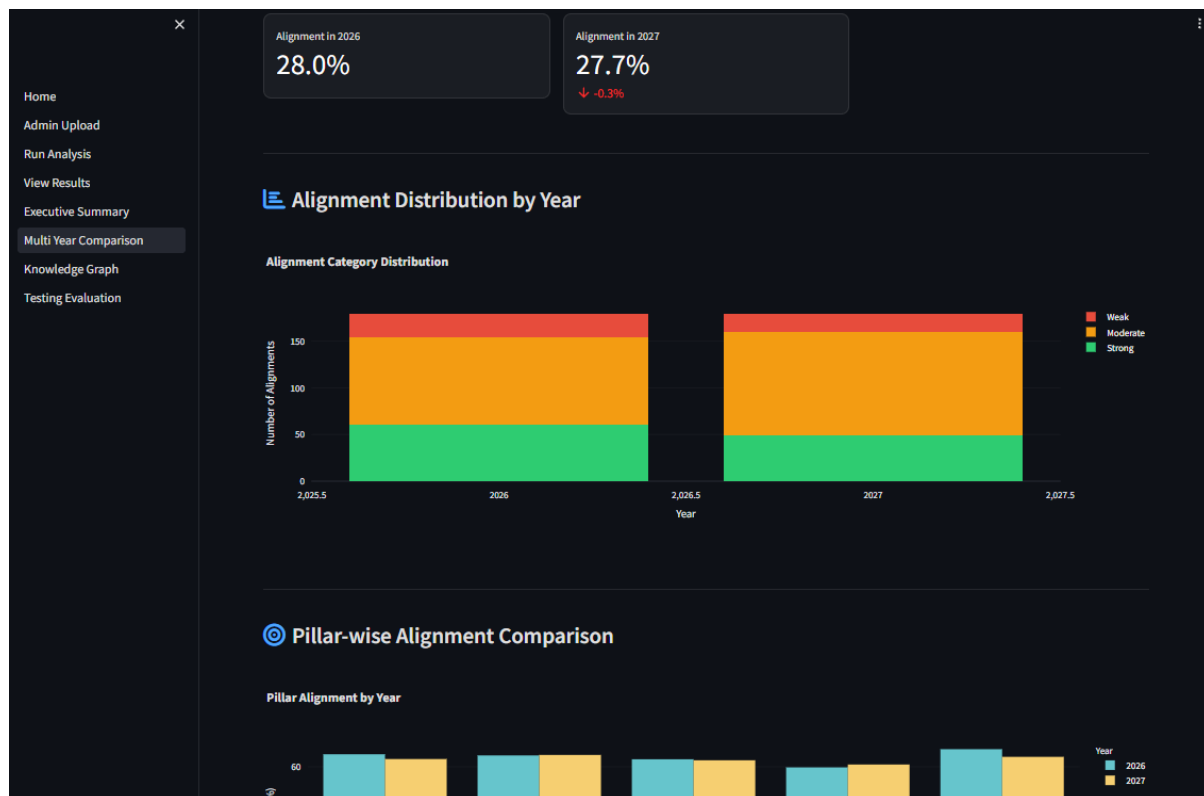 Home
Admin Upload
Run Analysis
View Results
Executive Summary
Multi Year Comparison
Knowledge Graph
Testing Evaluation
Alignment in 2026
28.0%
Alignment in 2027
27.7%
-0.3%
Alignment Distribution by Year
Alignment Category Distribution
Number of Alignments
150
100
50
0
2,025.5
2026
2,026.5
2027
2,027.5
Year
Weak
Moderate
Strong
Pillar-wise Alignment Comparison
Pillar Alignment by Year
60
Year
2026
2027